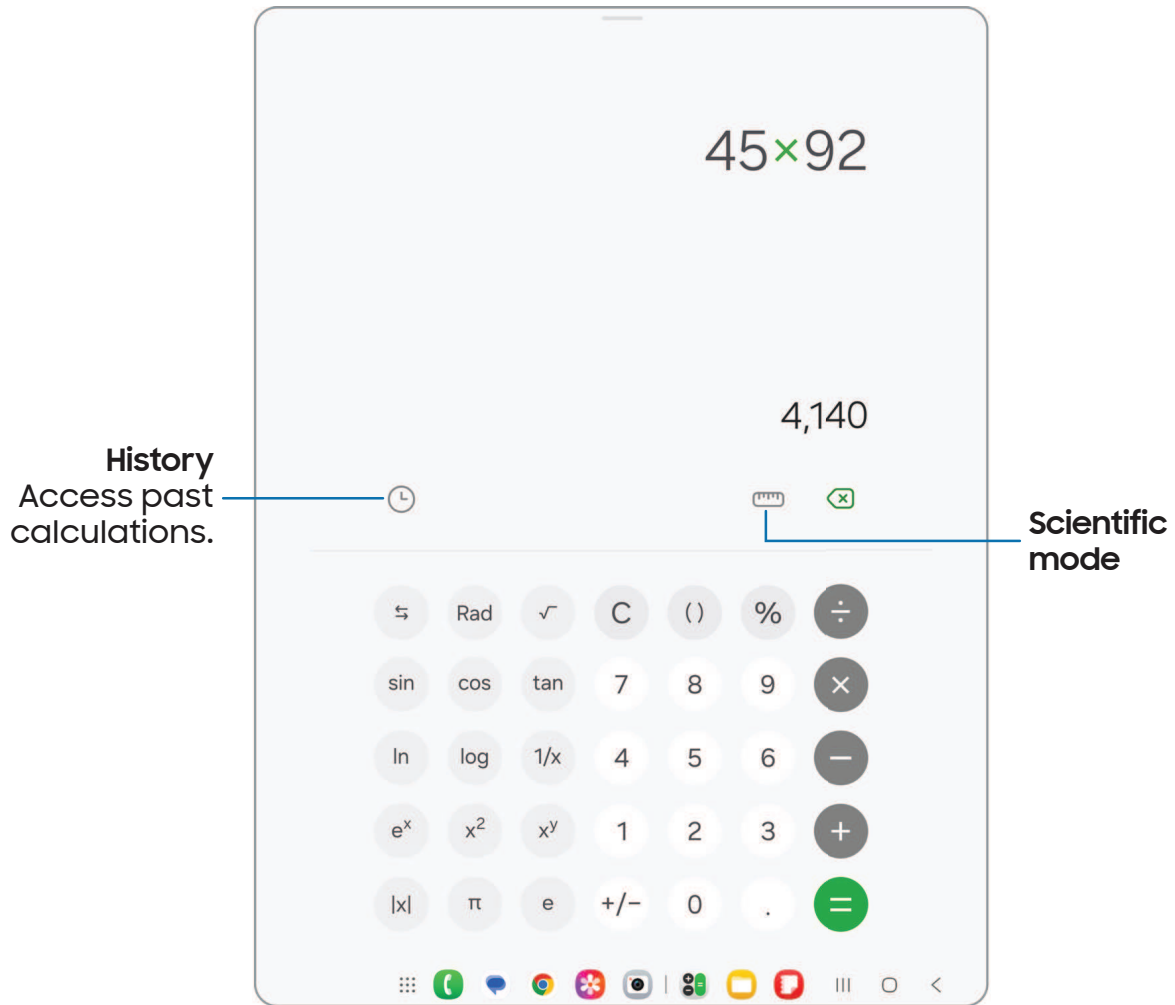 45×92
4,140
History
Access past
calculations.
Scientific
mode
⇆ Rad √ C ( ) % ÷
sin cos tan 7 8 9 ×
ln log 1/x 4 5 6 −
eˣ x² xʸ 1 2 3 +
|x| π e +/− 0 . =